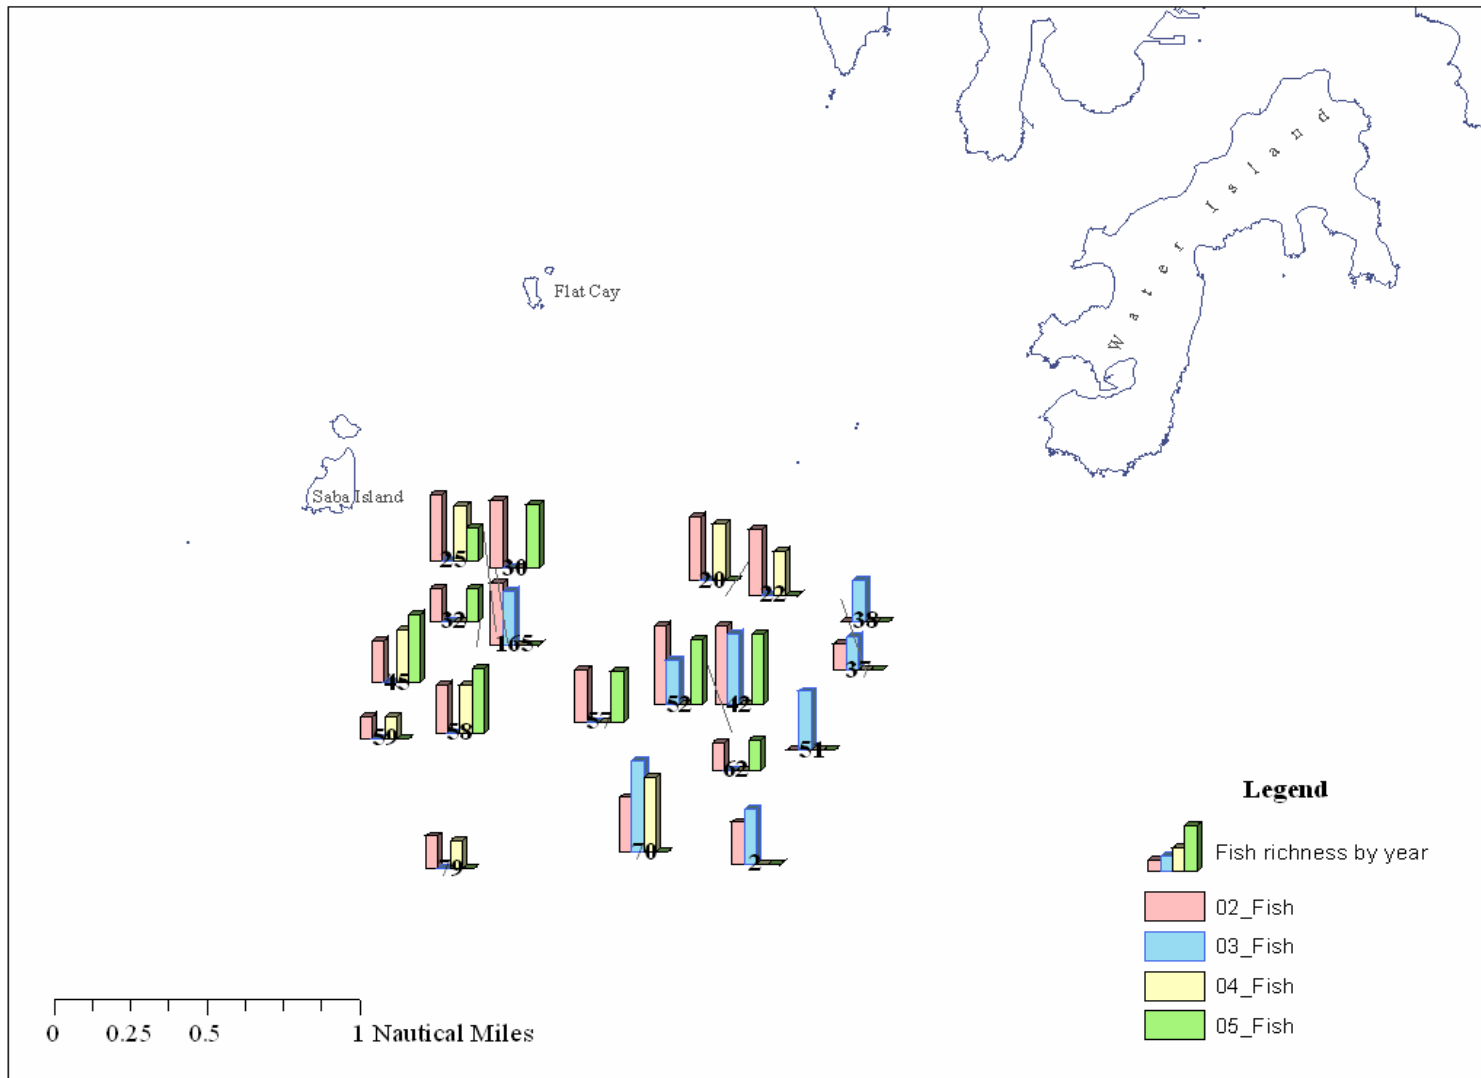 Water Island
Flat Cay
Saba Island
25
30
20
22
32
165
38
37
45
52
42
58
57
59
51
62
70
2
79
Legend
Fish richness by year
02_Fish
03_Fish
04_Fish
05_Fish
0 0.25 0.5 1 Nautical Miles